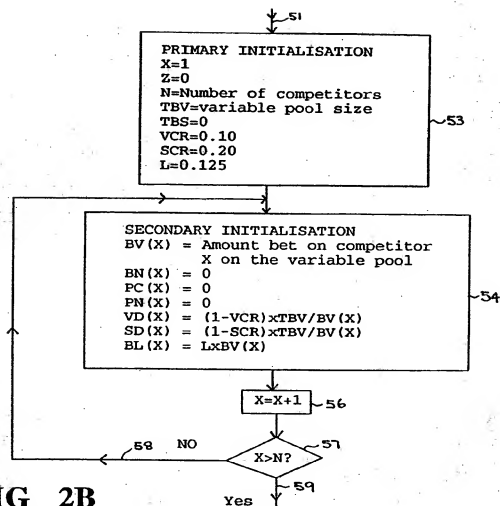 51
PRIMARY INITIALISATION
X=1
Z=0
N=Number of competitors
TBV=variable pool size
TBS=0
VCR=0.10
SCR=0.20
L=0.125
53
SECONDARY INITIALISATION
BV(X) = Amount bet on competitor
X on the variable pool
BN(X) = 0
PC(X) = 0
PN(X) = 0
VD(X) = (1-VCR)xTBV/BV(X)
SD(X) = (1-SCR)xTBV/BV(X)
BL(X) = LxBV(X)
54
X=X+1
56
58
NO
57
X>N?
59
IG 2B
Yes